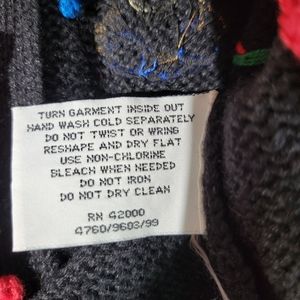 TURN GARMENT INSIDE OUT
HAND WASH COLD SEPARATELY
DO NOT TWIST OR WRING
RESHAPE AND DRY FLAT
USE NON-CHLORINE
BLEACH WHEN NEEDED
DO NOT IRON
DO NOT DRY CLEAN
RN 42000
4760/9603/99